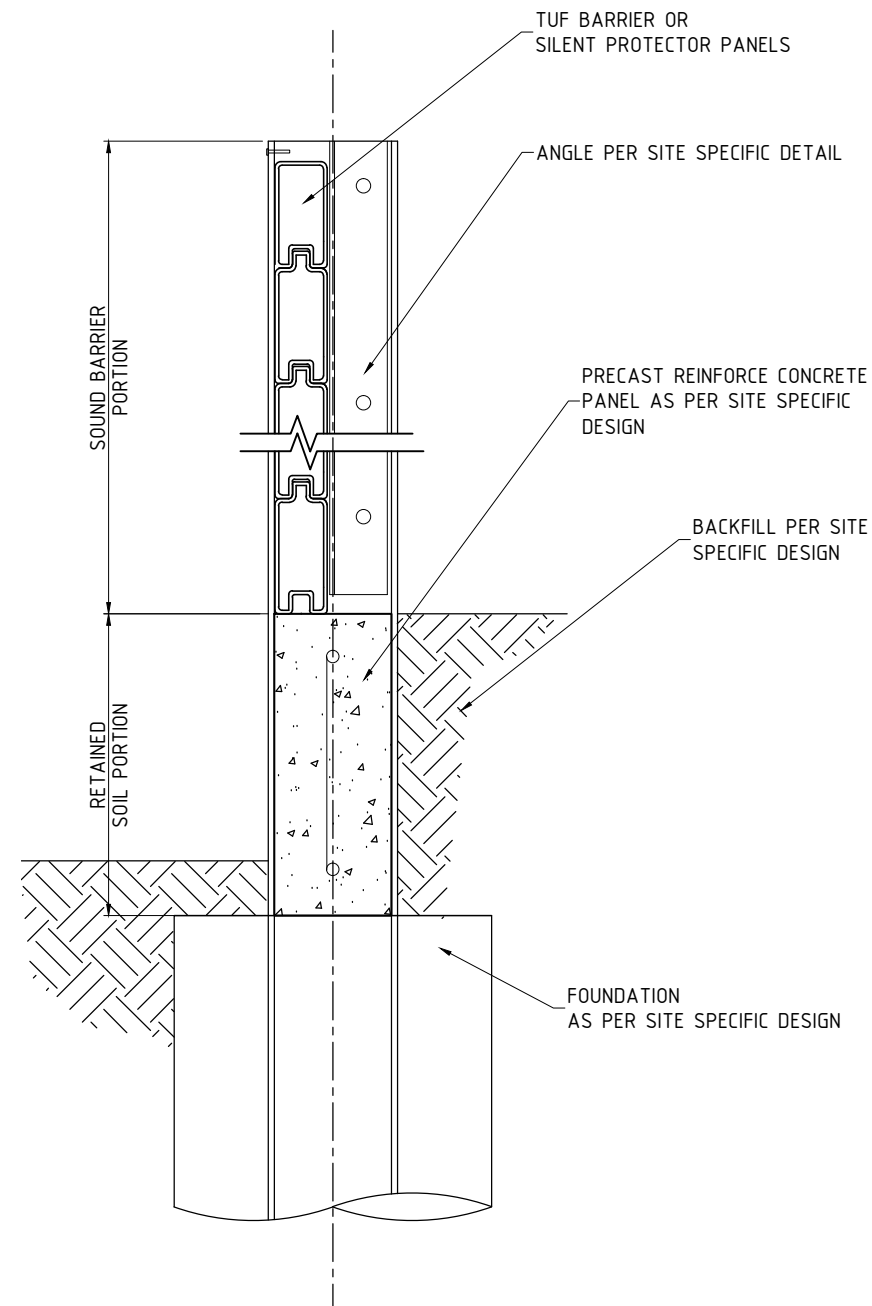 TUF BARRIER OR
SILENT PROTECTOR PANELS
ANGLE PER SITE SPECIFIC DETAIL
SOUND BARRIER
PORTION
PRECAST REINFORCE CONCRETE
PANEL AS PER SITE SPECIFIC
DESIGN
BACKFILL PER SITE
SPECIFIC DESIGN
RETAINED
SOIL PORTION
FOUNDATION
AS PER SITE SPECIFIC DESIGN